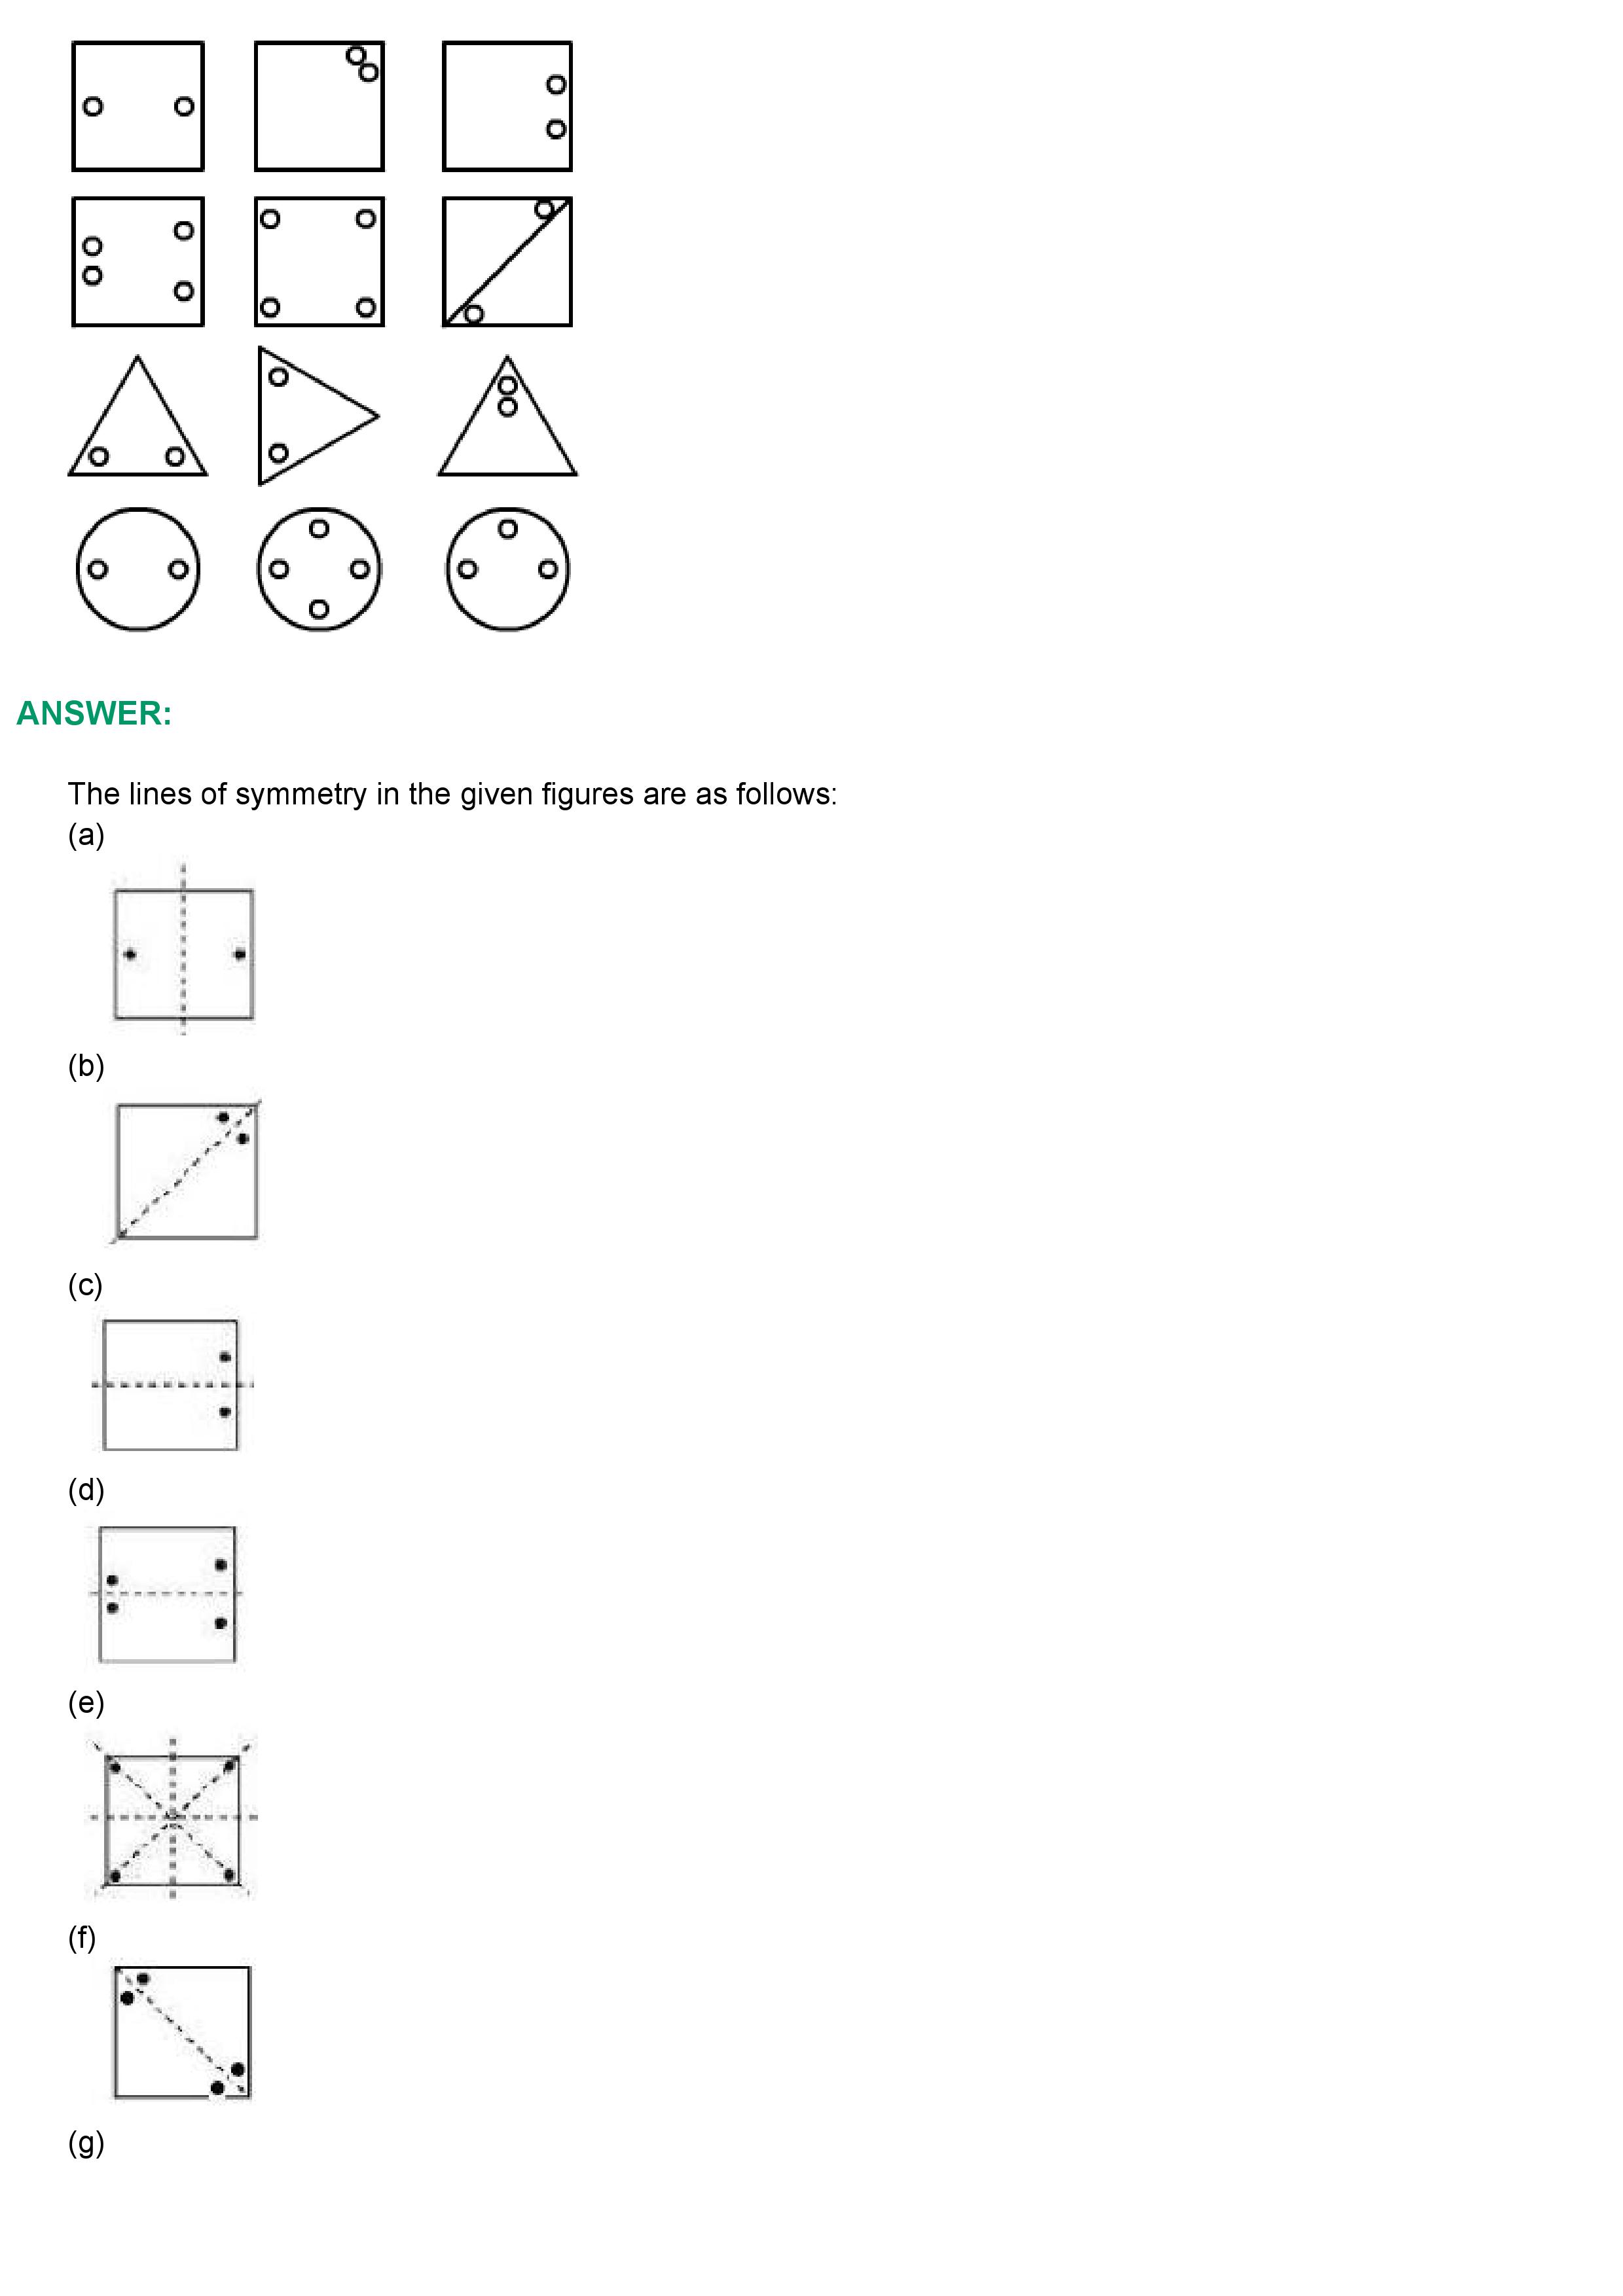 ANSWER:
The lines of symmetry in the given figures are as follows:
(a)
(b)
(c)
(d)
(e)
(f)
(g)